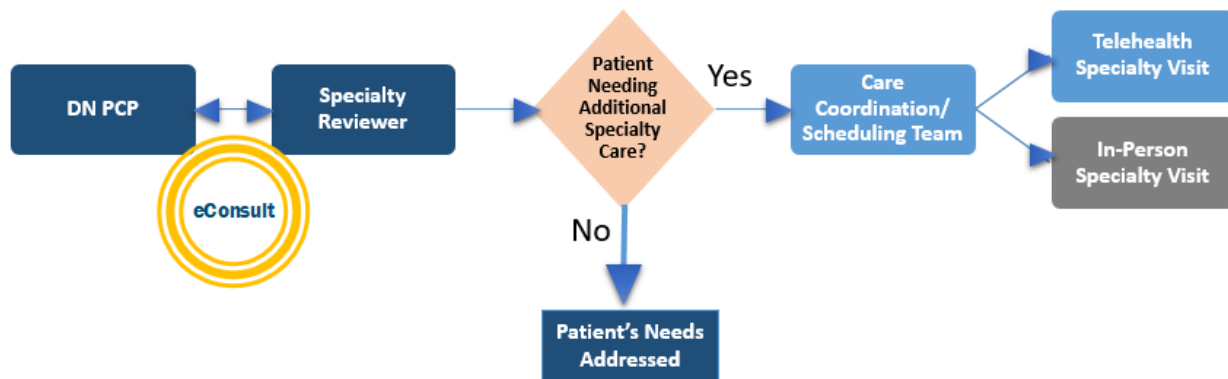 DN PCP
Specialty
Reviewer
eConsult
Patient
Needing
Additional
Specialty
Care?
Yes
No
Patient's Needs
Addressed
Care
Coordination/
Scheduling Team
Telehealth
Specialty Visit
In-Person
Specialty Visit